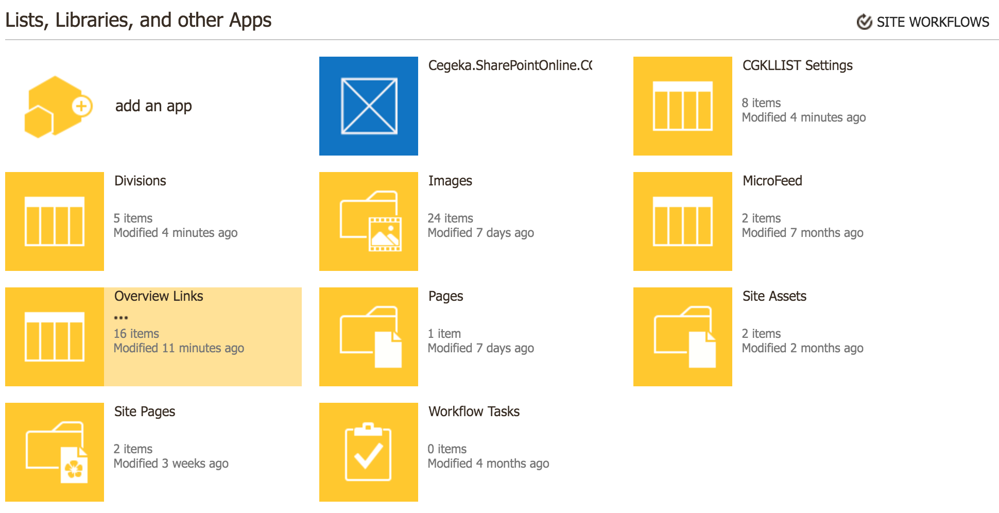 Lists, Libraries, and other Apps
SITE WORKFLOWS
add an app
Cegeka.SharePointOnline.CG
CGKLLIST Settings
8 items
Modified 4 minutes ago
Divisions
5 items
Modified 4 minutes ago
Images
24 items
Modified 7 days ago
MicroFeed
2 items
Modified 7 months ago
Overview Links
...
16 items
Modified 11 minutes ago
Pages
1 item
Modified 7 days ago
Site Assets
2 items
Modified 2 months ago
Site Pages
2 items
Modified 3 weeks ago
Workflow Tasks
0 items
Modified 4 months ago